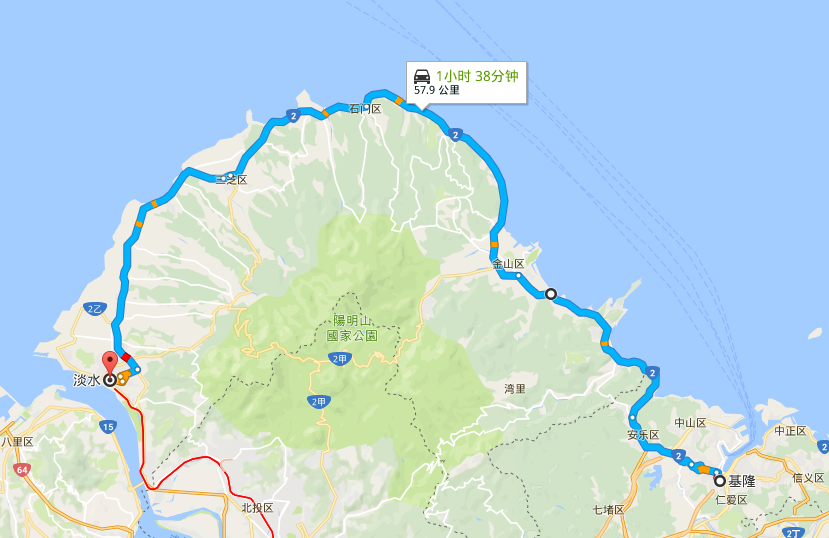 1小时 38分钟
57.9 公里
2
石门区
2
三芝区
金山区
2乙
陽明山
國家公園
2甲
淡水
2
湾里
2甲
15
中山区
八里区
安乐区
中正区
2
2
64
基隆
信义区
仁爱区
北投区
七堵区
2丁